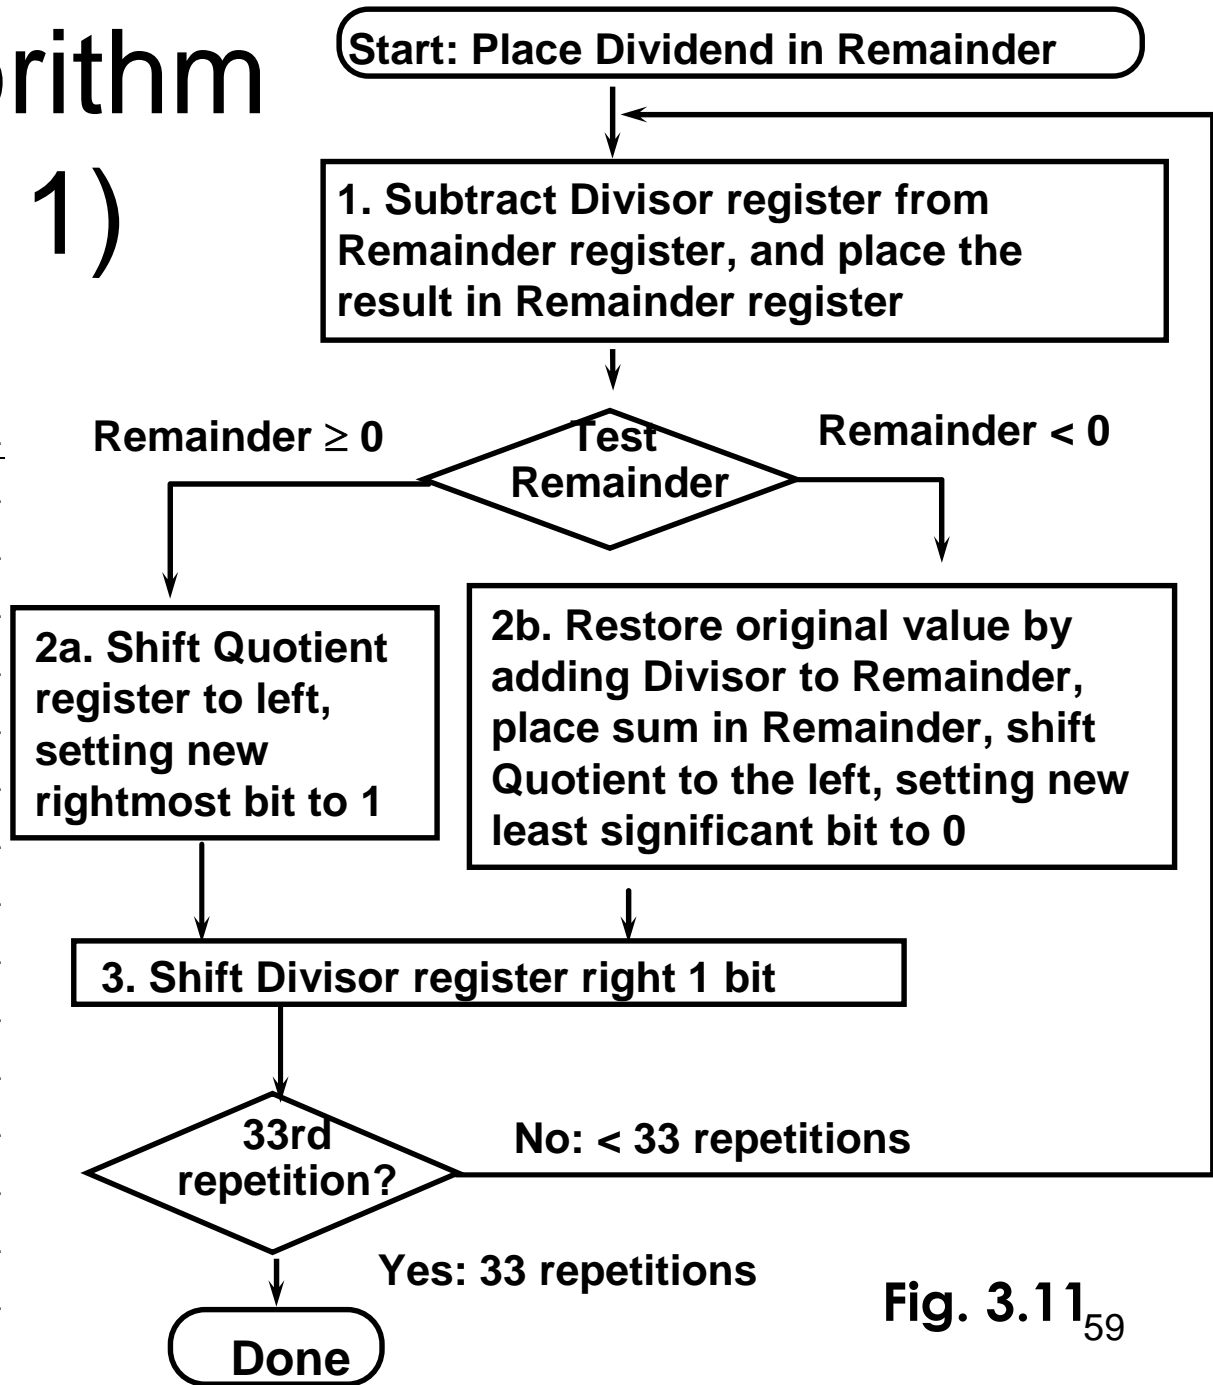 orithm
1)
Start: Place Dividend in Remainder
1. Subtract Divisor register from
Remainder register, and place the
result in Remainder register
Remainder ≥ 0
Test
Remainder
Remainder < 0
2a. Shift Quotient
register to left,
setting new
rightmost bit to 1
2b. Restore original value by
adding Divisor to Remainder,
place sum in Remainder, shift
Quotient to the left, setting new
least significant bit to 0
3. Shift Divisor register right 1 bit
33rd
repetition?
No: < 33 repetitions
Yes: 33 repetitions
Done
Fig. 3.11
59